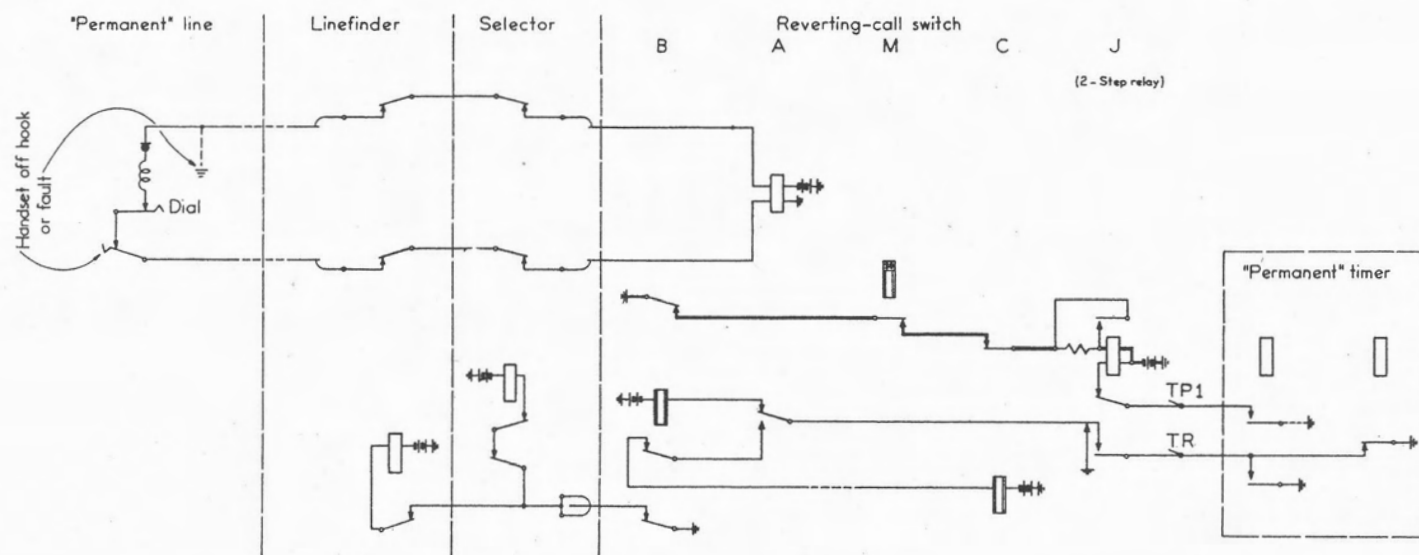 "Permanent" line
Linefinder
Selector
Reverting-call switch
B
A
M
C
J
(2-Step relay)
Handset off hook
or fault
Dial
"Permanent" timer
TP1
TR